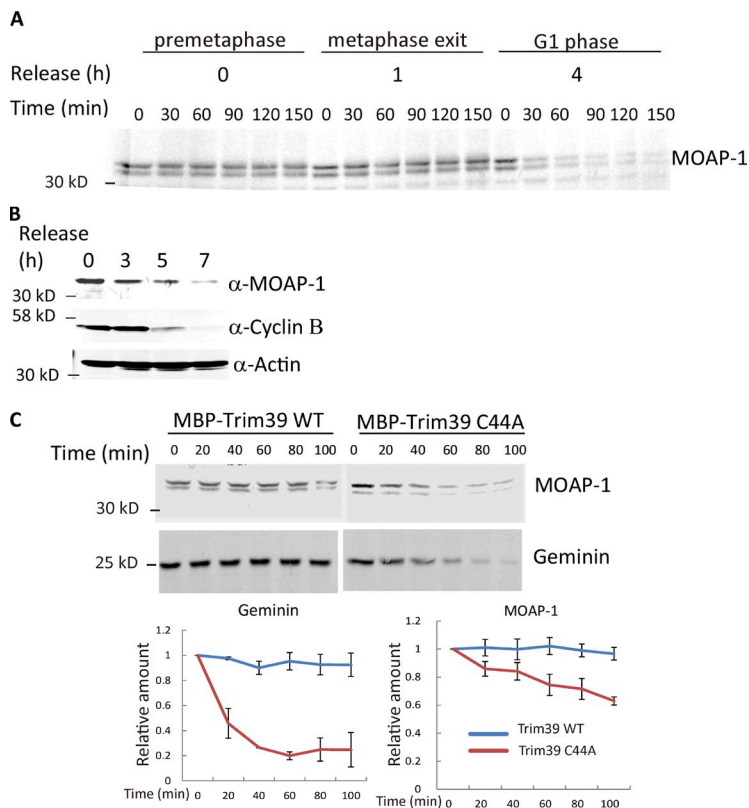 A
premetaphase metaphase exit G1 phase
Release (h) 0 1 4
Time (min) 0 30 60 90 120 150 0 30 60 90 120 150 0 30 60 90 120 150
MOAP-1
30 kD
B
Release
(h) 0 3 5 7
α-MOAP-1
30 kD
58 kD
α-Cyclin B
α-Actin
30 kD
C
MBP-Trim39 WT MBP-Trim39 C44A
Time (min) 0 20 40 60 80 100 0 20 40 60 80 100
MOAP-1
30 kD
Geminin
25 kD
Geminin MOAP-1
Relative amount
1.2
1
0.8
0.6
0.4
0.2
0
Time (min) 0 20 40 60 80 100
Relative amount
1.2
1
0.8
0.6
0.4
0.2
0
Trim39 WT
Trim39 C44A
Time (min) 0 20 40 60 80 100